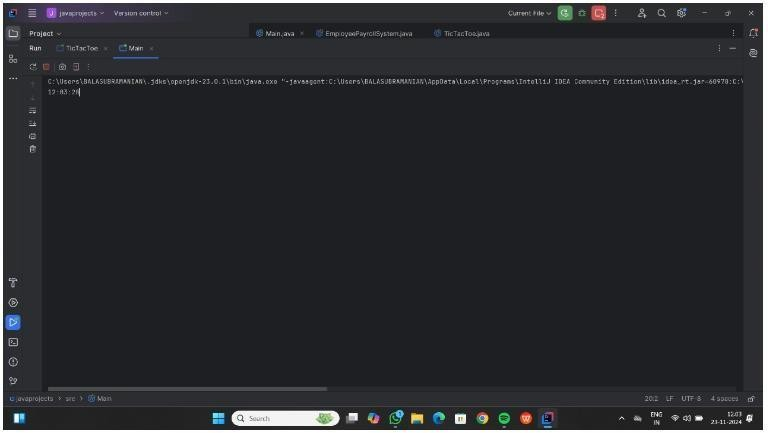 J javaprojects Version control Current File
Project Main.java EmployeePayrollSystem.java TicTacToe.java
Run TicTacToe Main
C:\Users\BALASUBRAMANIAN\.jdks\openjdk-23.0.1\bin\java.exe "-javaagent:C:\Users\BALASUBRAMANIAN\AppData\Local\Programs\IntelliJ IDEA Community Edition\lib\idea_rt.jar=60978:C:\
12:03:28
javaprojects > src > Main 20:2 LF UTF-8 4 spaces
Search ENG 12:03
IN 23-11-2024